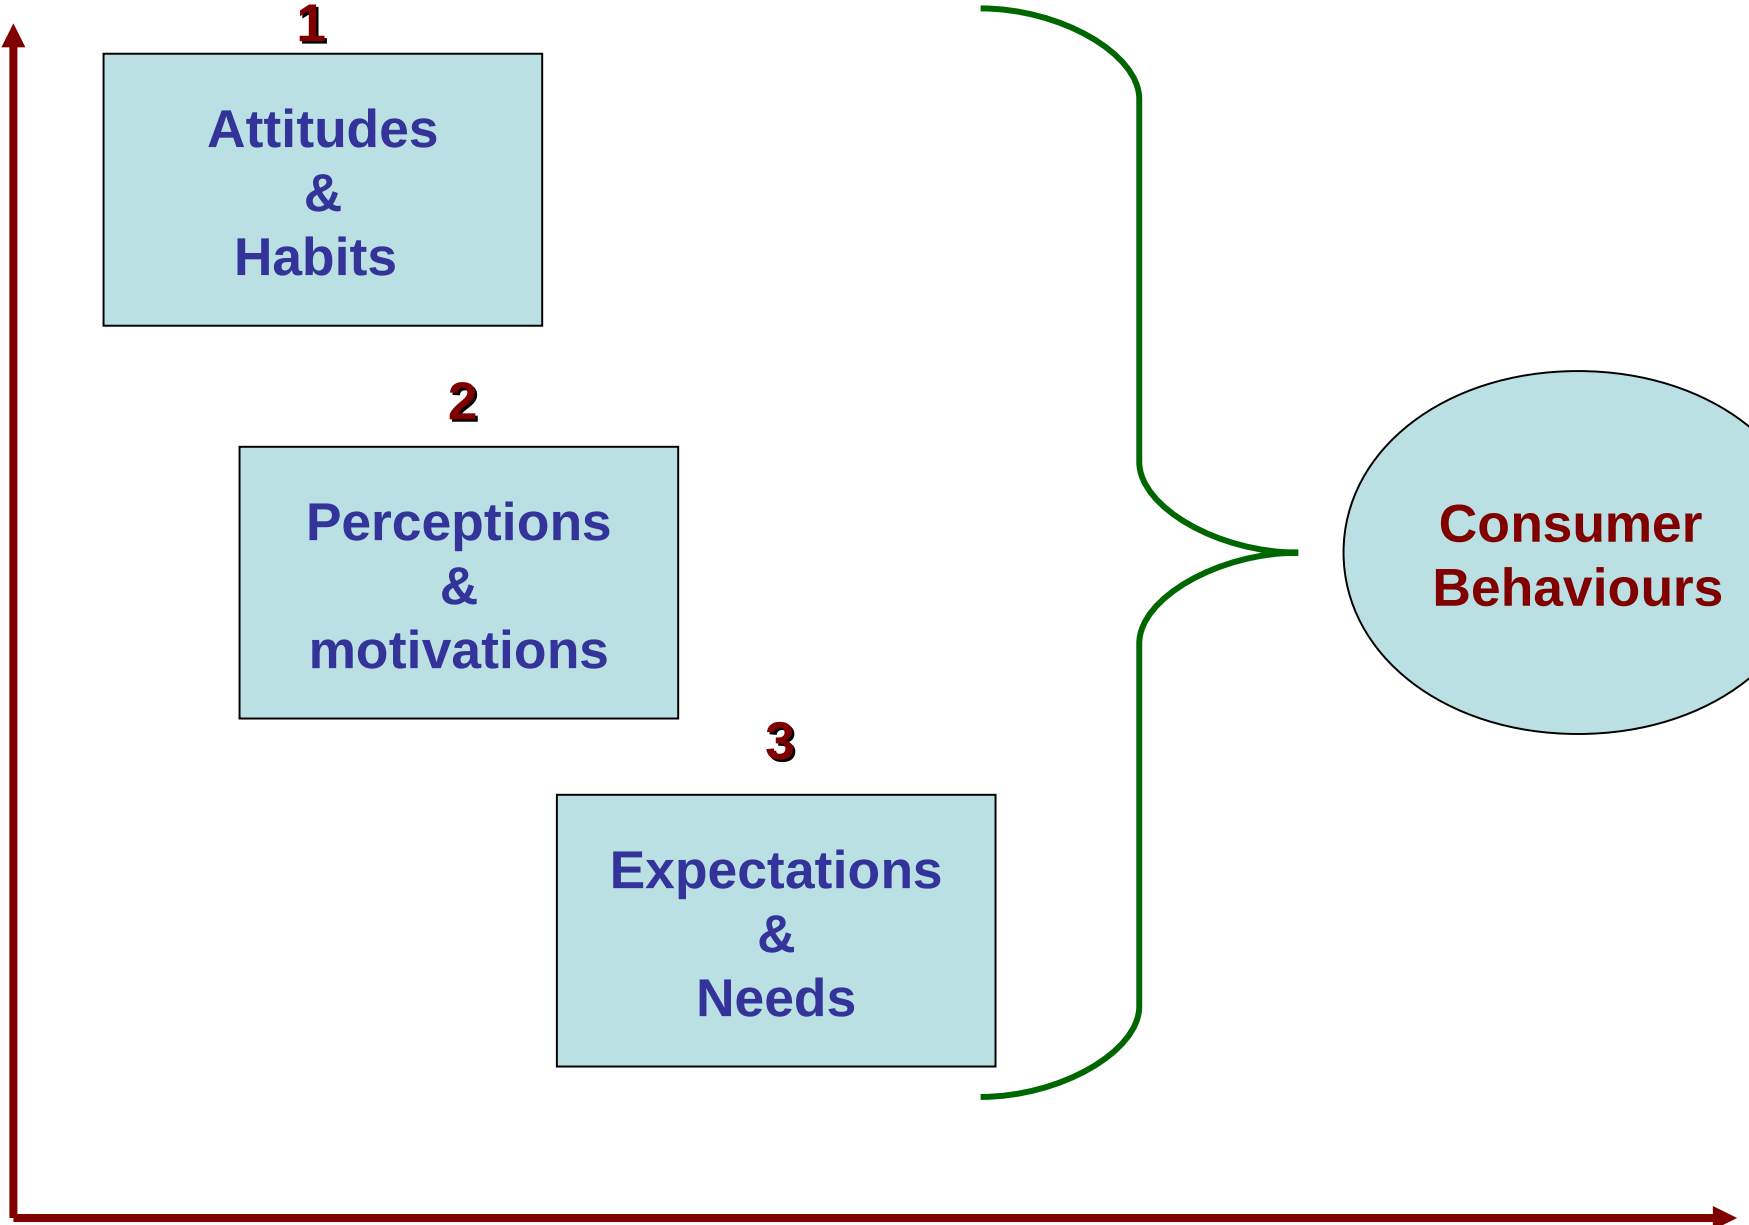 1
Attitudes
&
Habits
2
Perceptions
&
motivations
3
Expectations
&
Needs
Consumer
Behaviours